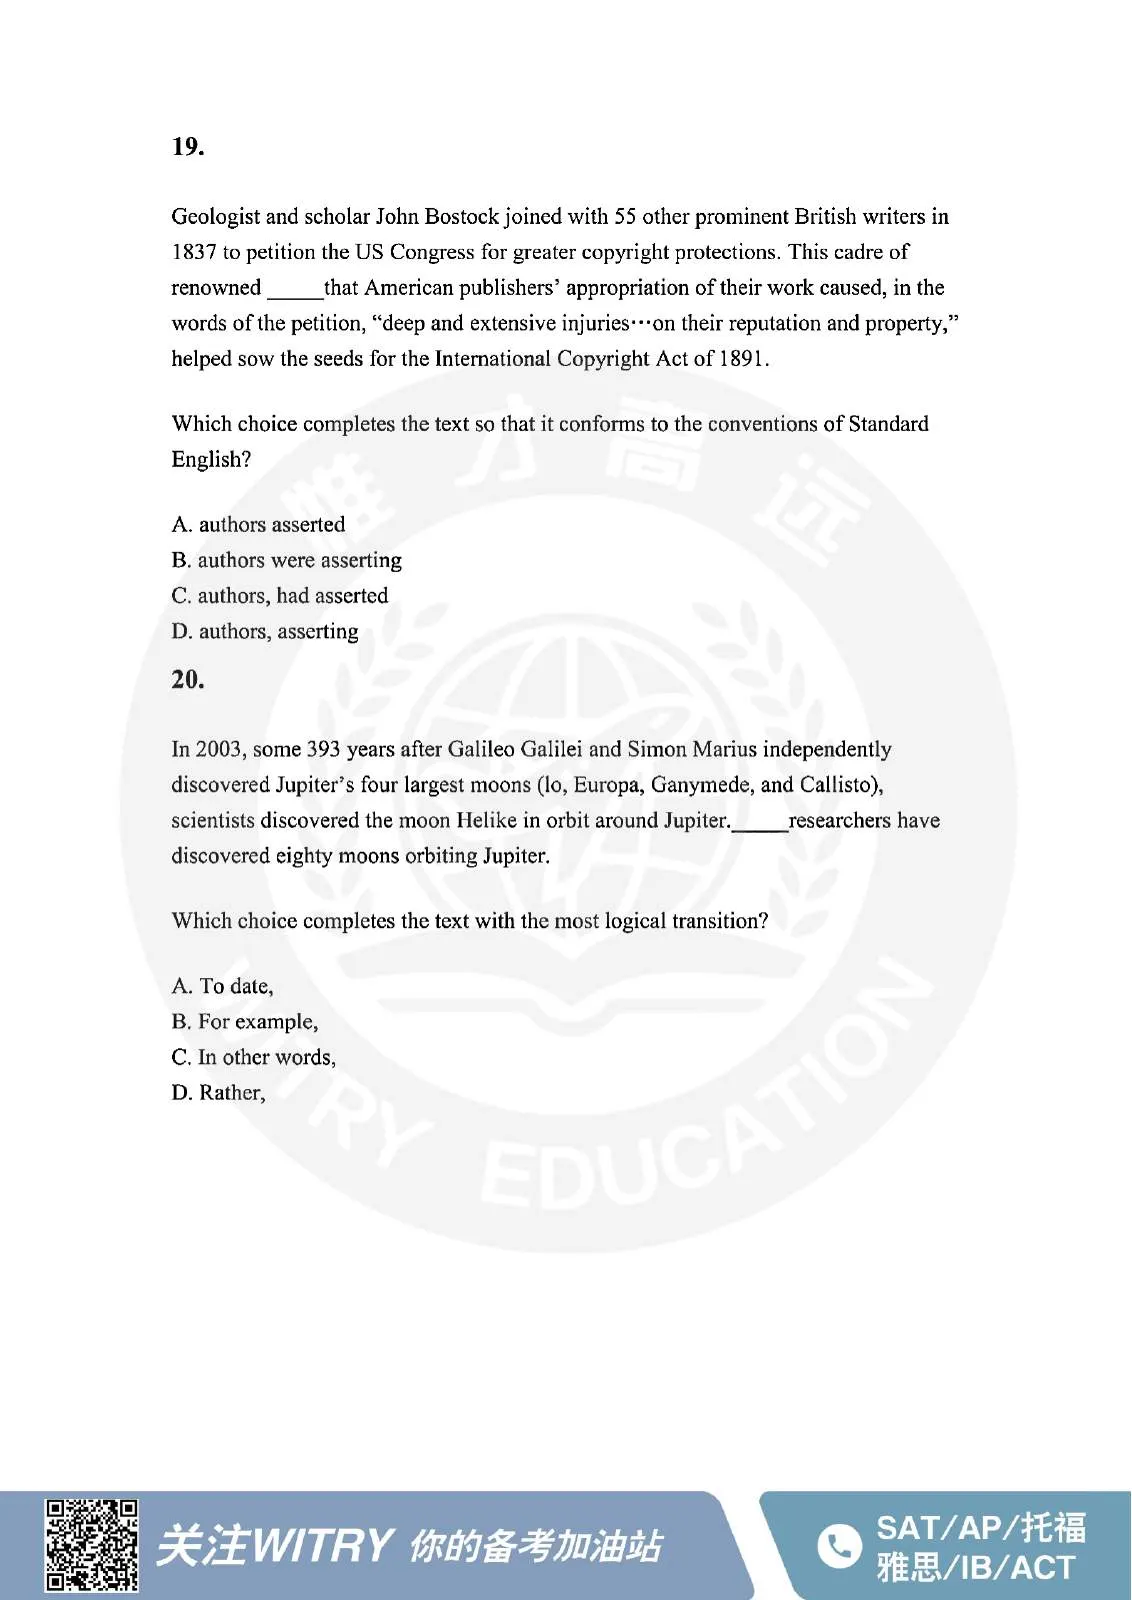 19.
Geologist and scholar John Bostock joined with 55 other prominent British writers in
1837 to petition the US Congress for greater copyright protections. This cadre of
renowned _____that American publishers’ appropriation of their work caused, in the
words of the petition, “deep and extensive injuries···on their reputation and property,”
helped sow the seeds for the International Copyright Act of 1891.
Which choice completes the text so that it conforms to the conventions of Standard
English?
A. authors asserted
B. authors were asserting
C. authors, had asserted
D. authors, asserting
20.
In 2003, some 393 years after Galileo Galilei and Simon Marius independently
discovered Jupiter’s four largest moons (lo, Europa, Ganymede, and Callisto),
scientists discovered the moon Helike in orbit around Jupiter._____researchers have
discovered eighty moons orbiting Jupiter.
Which choice completes the text with the most logical transition?
A. To date,
B. For example,
C. In other words,
D. Rather,
惟才高远
WITRY EDUCATION
关注WITRY 你的备考加油站
SAT/AP/托福
雅思/IB/ACT